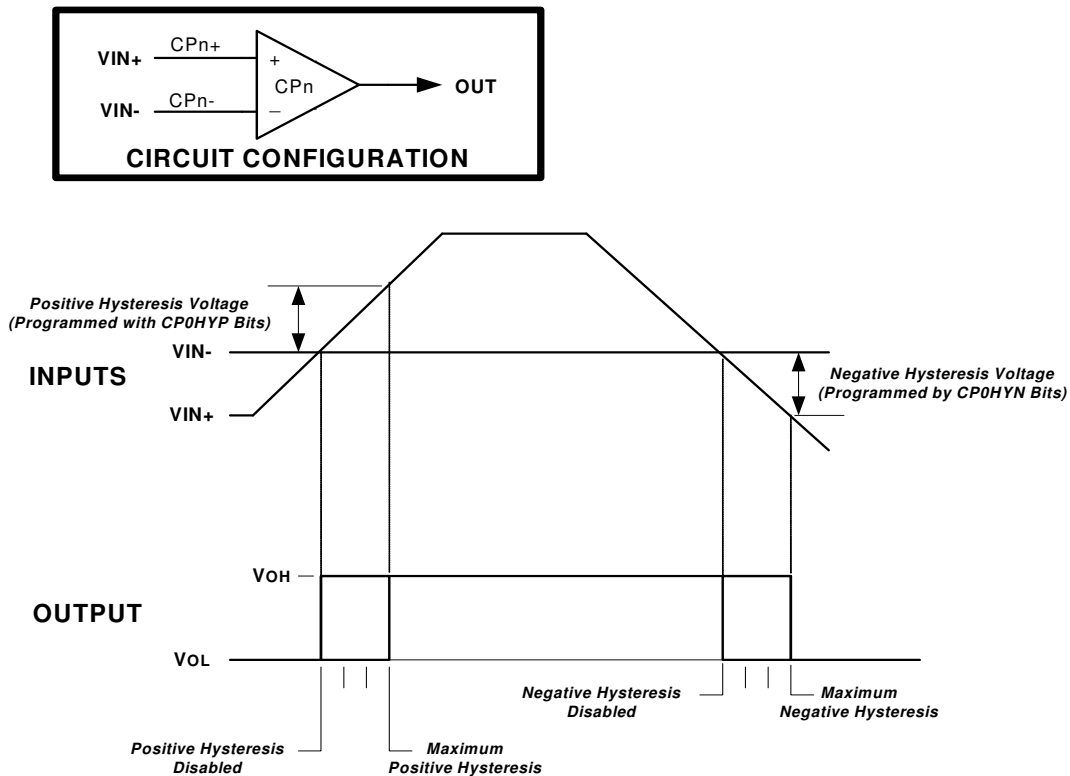 VIN+
CPn+
+
CPn
OUT
VIN-
CPn-
–
CIRCUIT CONFIGURATION
Positive Hysteresis Voltage
(Programmed with CP0HYP Bits)
VIN-
INPUTS
Negative Hysteresis Voltage
(Programmed by CP0HYN Bits)
VIN+
VOH
OUTPUT
VOL
Negative Hysteresis
Disabled
Maximum
Negative Hysteresis
Positive Hysteresis
Disabled
Maximum
Positive Hysteresis